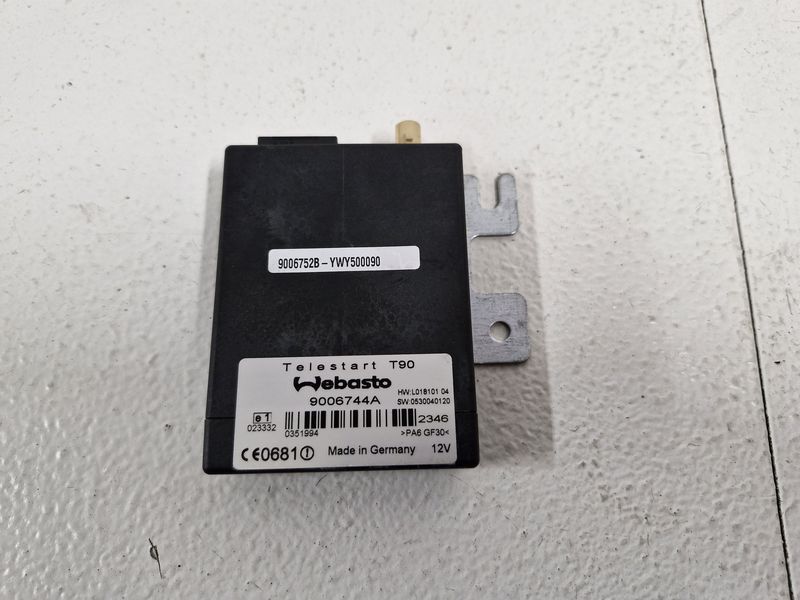 9006752B - YWY500090
Telestart T90
Webasto
9006744A
HW:L018101 04
SW:0530040120
e1
023332
0351994
2346
>PA6 GF30<
CE0681
Made in Germany 12V